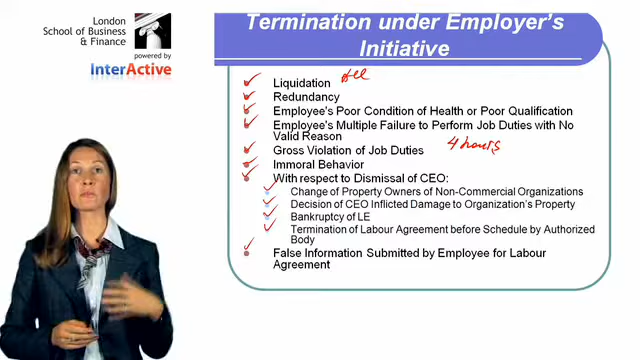 London
School of Business
& Finance
powered by
InterActive
Termination under Employer's
Initiative
Liquidation all
Redundancy
Employee's Poor Condition of Health or Poor Qualification
Employee's Multiple Failure to Perform Job Duties with No
Valid Reason
Gross Violation of Job Duties 4 hours
Immoral Behavior
With respect to Dismissal of CEO:
Change of Property Owners of Non-Commercial Organizations
Decision of CEO Inflicted Damage to Organization's Property
Bankruptcy of LE
Termination of Labour Agreement before Schedule by Authorized
Body
False Information Submitted by Employee for Labour
Agreement